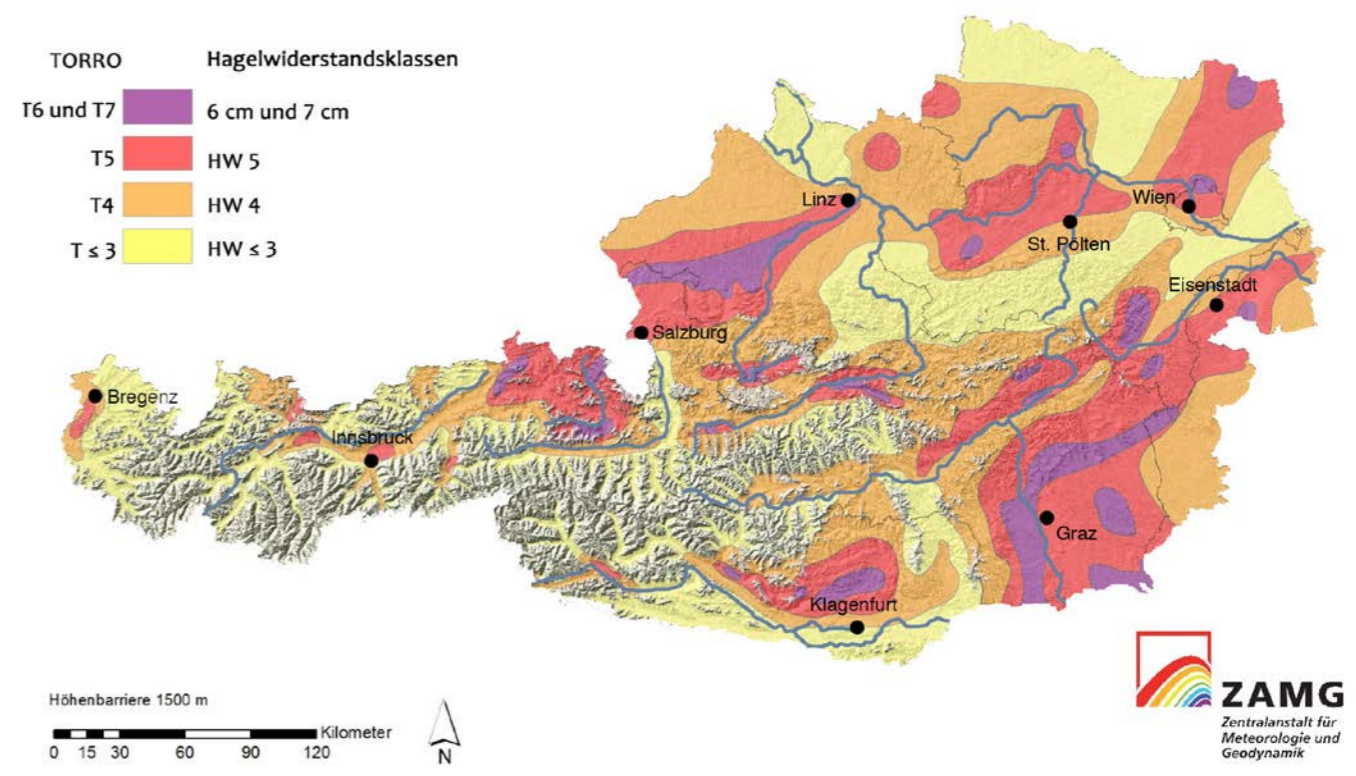 TORRO Hagelwiderstandsklassen
T6 und T7 6 cm und 7 cm
T5 HW 5
T4 HW 4
T ≤ 3 HW ≤ 3
Linz
Wien
St. Pölten
Eisenstadt
Salzburg
Bregenz
Innsbruck
Graz
Klagenfurt
Höhenbarriere 1500 m
Kilometer
0 15 30 60 90 120
N
ZAMG
Zentralanstalt für
Meteorologie und
Geodynamik